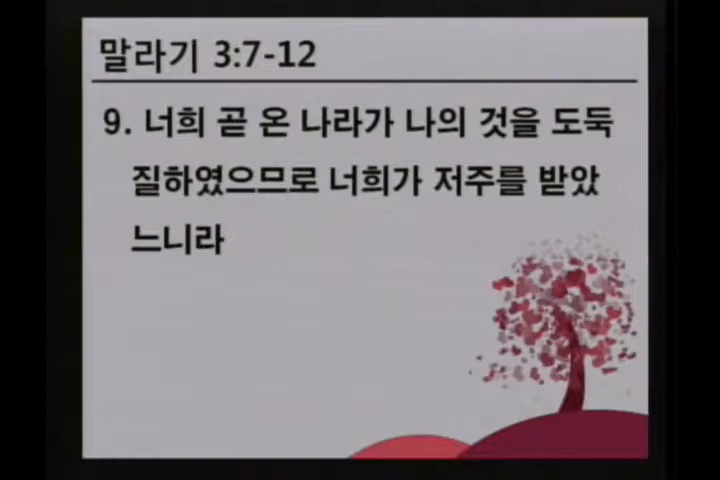 말라기 3:7-12
9. 너희 곧 온 나라가 나의 것을 도둑
질하였으므로 너희가 저주를 받았
느니라